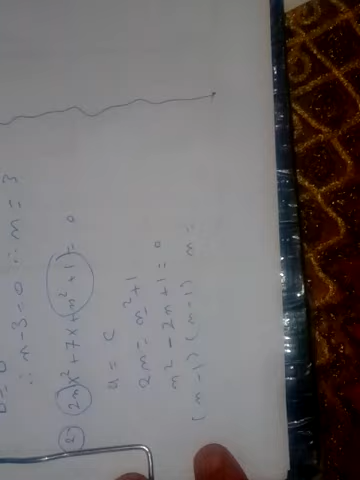 ∴ m-3=0 ∴ m = 3
(2) 2m x² + 7x + m² + 1 = 0
a = c
2m = m² + 1
m² - 2m + 1 = 0
(m-1) (m-1) m =